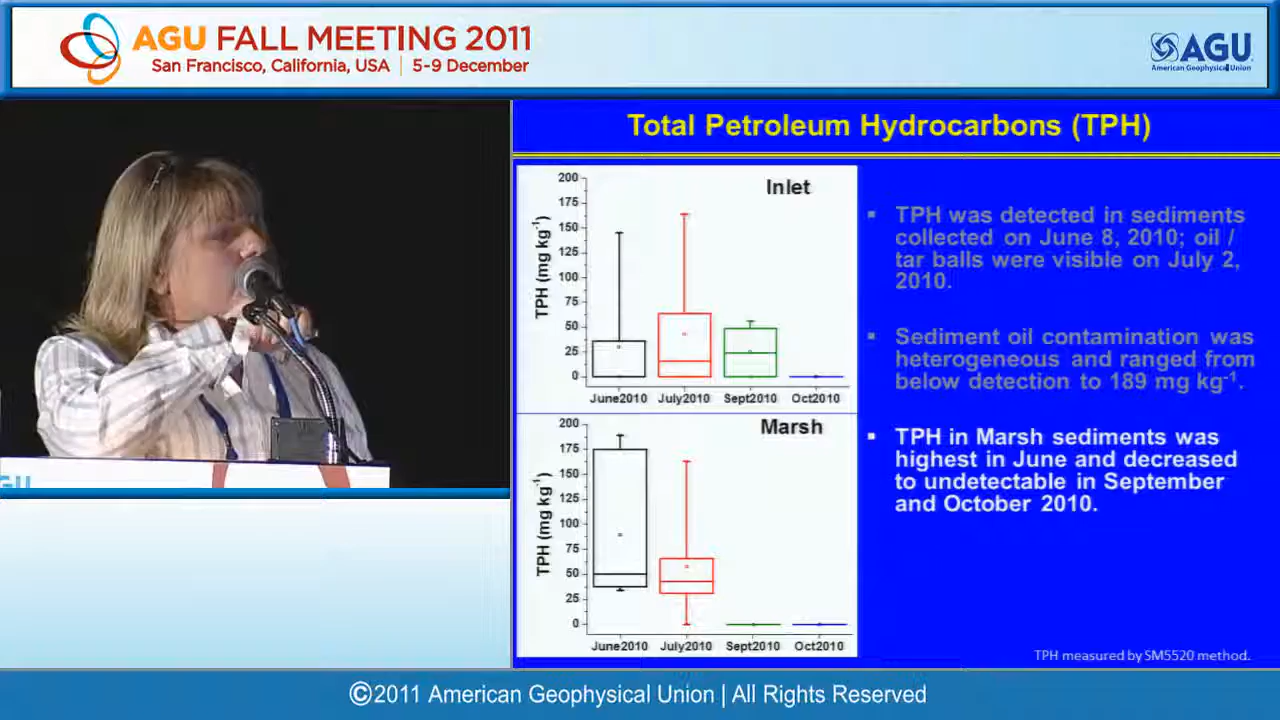 AGU FALL MEETING 2011
San Francisco, California, USA | 5-9 December
AGU
American Geophysical Union
Total Petroleum Hydrocarbons (TPH)
Inlet
TPH (mg kg-1)
200
175
150
125
100
75
50
25
0
June2010 July2010 Sept2010 Oct2010
Marsh
TPH (mg kg-1)
200
175
150
125
100
75
50
25
0
June2010 July2010 Sept2010 Oct2010
▪ TPH was detected in sediments
collected on June 8, 2010; oil /
tar balls were visible on July 2,
2010.
▪ Sediment oil contamination was
heterogeneous and ranged from
below detection to 189 mg kg-1.
▪ TPH in Marsh sediments was
highest in June and decreased
to undetectable in September
and October 2010.
TPH measured by SM5520 method.
GU
©2011 American Geophysical Union | All Rights Reserved